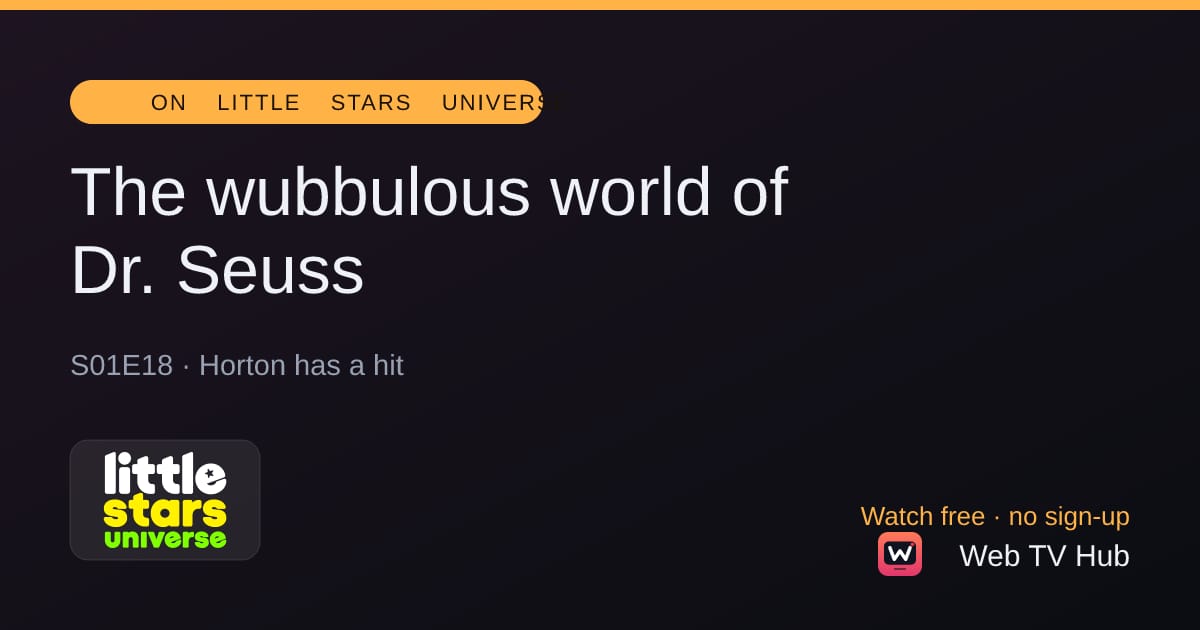 ON LITTLE STARS UNIVERSE
The wubbulous world of
Dr. Seuss
S01E18 · Horton has a hit
little
stars
universe
Watch free · no sign-up
W
Web TV Hub